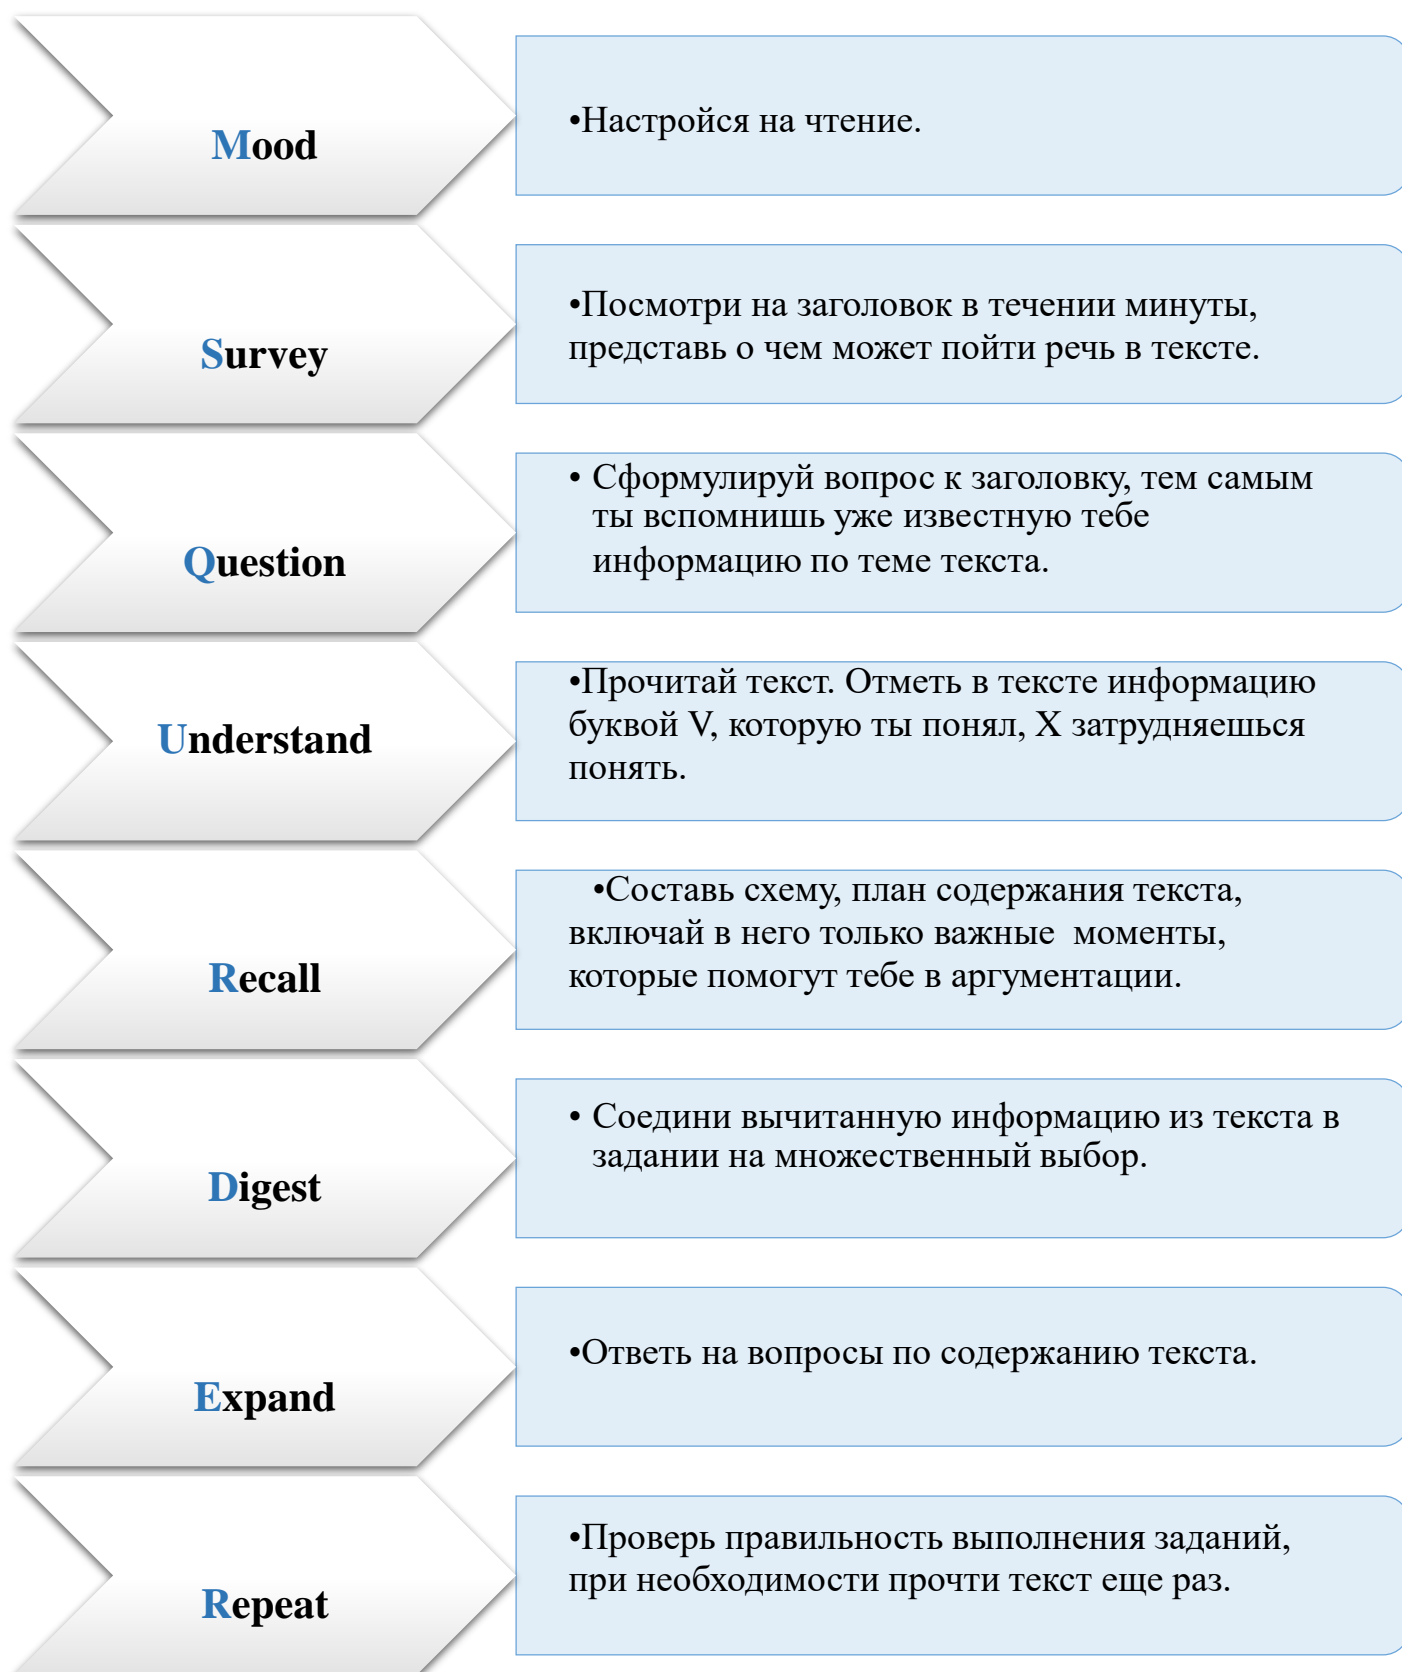 Mood
•Настройся на чтение.
Survey
•Посмотри на заголовок в течении минуты,
представь о чем может пойти речь в тексте.
Question
• Сформулируй вопрос к заголовку, тем самым
ты вспомнишь уже известную тебе
информацию по теме текста.
Understand
•Прочитай текст. Отметь в тексте информацию
буквой V, которую ты понял, X затрудняешься
понять.
Recall
•Составь схему, план содержания текста,
включай в него только важные моменты,
которые помогут тебе в аргументации.
Digest
• Соедини вычитанную информацию из текста в
задании на множественный выбор.
Expand
•Ответь на вопросы по содержанию текста.
Repeat
•Проверь правильность выполнения заданий,
при необходимости прочти текст еще раз.